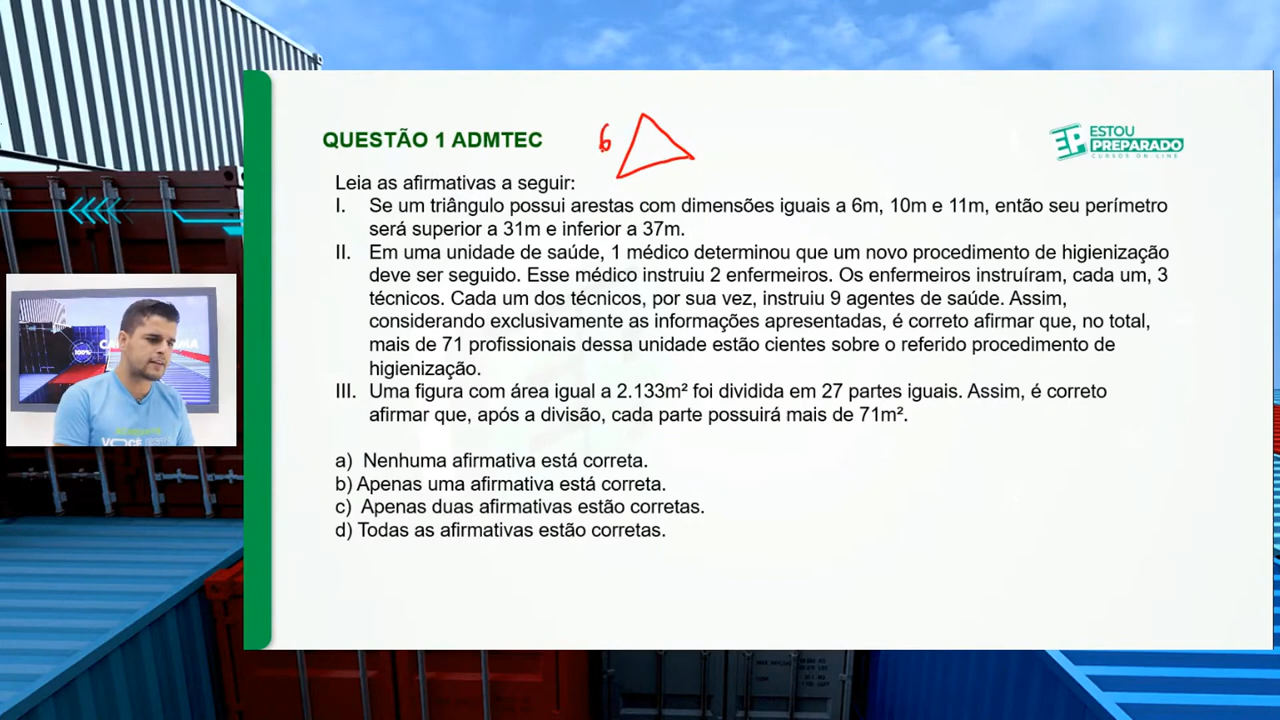 QUESTÃO 1 ADMTEC
6
ESTOU
PREPARADO
CURSOS ON-LINE
Leia as afirmativas a seguir:
I. Se um triângulo possui arestas com dimensões iguais a 6m, 10m e 11m, então seu perímetro
será superior a 31m e inferior a 37m.
II. Em uma unidade de saúde, 1 médico determinou que um novo procedimento de higienização
deve ser seguido. Esse médico instruiu 2 enfermeiros. Os enfermeiros instruíram, cada um, 3
técnicos. Cada um dos técnicos, por sua vez, instruiu 9 agentes de saúde. Assim,
considerando exclusivamente as informações apresentadas, é correto afirmar que, no total,
mais de 71 profissionais dessa unidade estão cientes sobre o referido procedimento de
higienização.
III. Uma figura com área igual a 2.133m² foi dividida em 27 partes iguais. Assim, é correto
afirmar que, após a divisão, cada parte possuirá mais de 71m².
a) Nenhuma afirmativa está correta.
b) Apenas uma afirmativa está correta.
c) Apenas duas afirmativas estão corretas.
d) Todas as afirmativas estão corretas.
100%